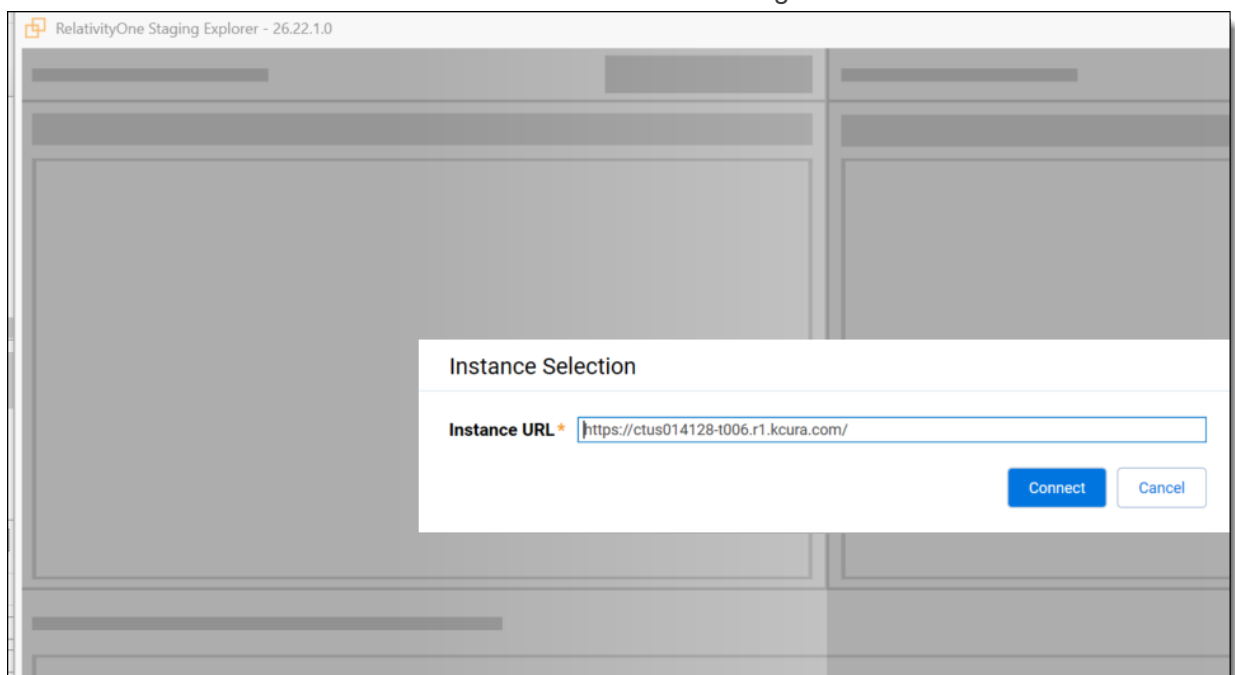 RelativityOne Staging Explorer - 26.22.1.0
Instance Selection
Instance URL * https://ctus014128-t006.r1.kcura.com/
Connect Cancel